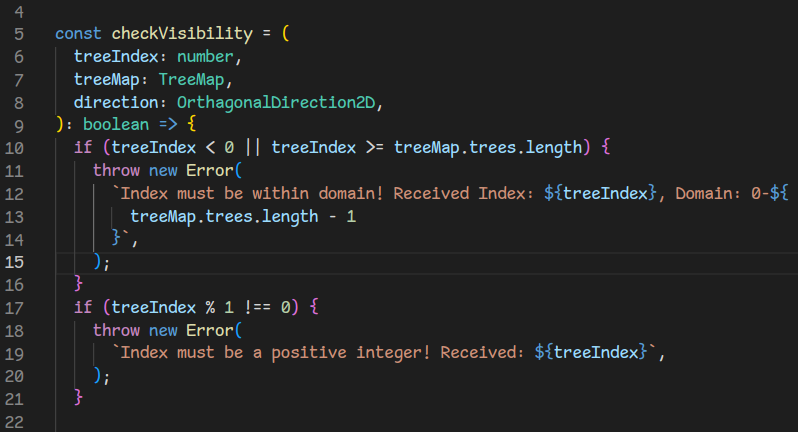 4
5 const checkVisibility = (
6   treeIndex: number,
7   treeMap: TreeMap,
8   direction: OrthagonalDirection2D,
9 ): boolean => {
10   if (treeIndex < 0 || treeIndex >= treeMap.trees.length) {
11     throw new Error(
12       `Index must be within domain! Received Index: ${treeIndex}, Domain: 0-${
13         treeMap.trees.length - 1
14       }`,
15     );
16   }
17   if (treeIndex % 1 !== 0) {
18     throw new Error(
19       `Index must be a positive integer! Received: ${treeIndex}`,
20     );
21   }
22